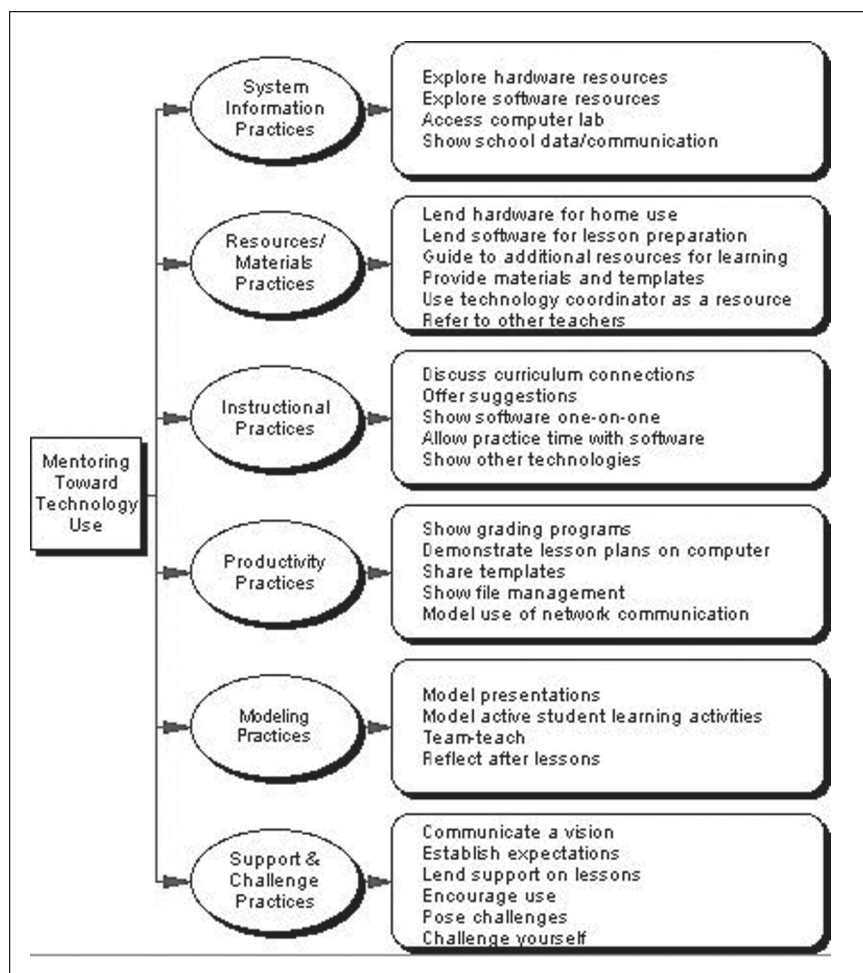 Mentoring
Toward
Technology
Use
System
Information
Practices
Explore hardware resources
Explore software resources
Access computer lab
Show school data/communication
Resources/
Materials
Practices
Lend hardware for home use
Lend software for lesson preparation
Guide to additional resources for learning
Provide materials and templates
Use technology coordinator as a resource
Refer to other teachers
Instructional
Practices
Discuss curriculum connections
Offer suggestions
Show software one-on-one
Allow practice time with software
Show other technologies
Productivity
Practices
Show grading programs
Demonstrate lesson plans on computer
Share templates
Show file management
Model use of network communication
Modeling
Practices
Model presentations
Model active student learning activities
Team-teach
Reflect after lessons
Support &
Challenge
Practices
Communicate a vision
Establish expectations
Lend support on lessons
Encourage use
Pose challenges
Challenge yourself